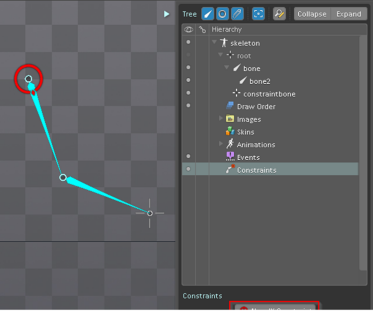 Tree
Collapse
Expand
Hierarchy
skeleton
root
bone
bone2
constraintbone
Draw Order
Images
Skins
Animations
Events
Constraints
Constraints